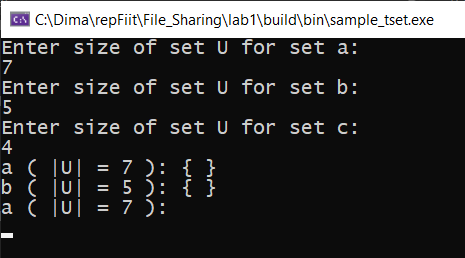 C:\Dima\repFiit\File_Sharing\lab1\build\bin\sample_tset.exe
Enter size of set U for set a:
7
Enter size of set U for set b:
5
Enter size of set U for set c:
4
a ( |U| = 7 ): { }
b ( |U| = 5 ): { }
a ( |U| = 7 ):